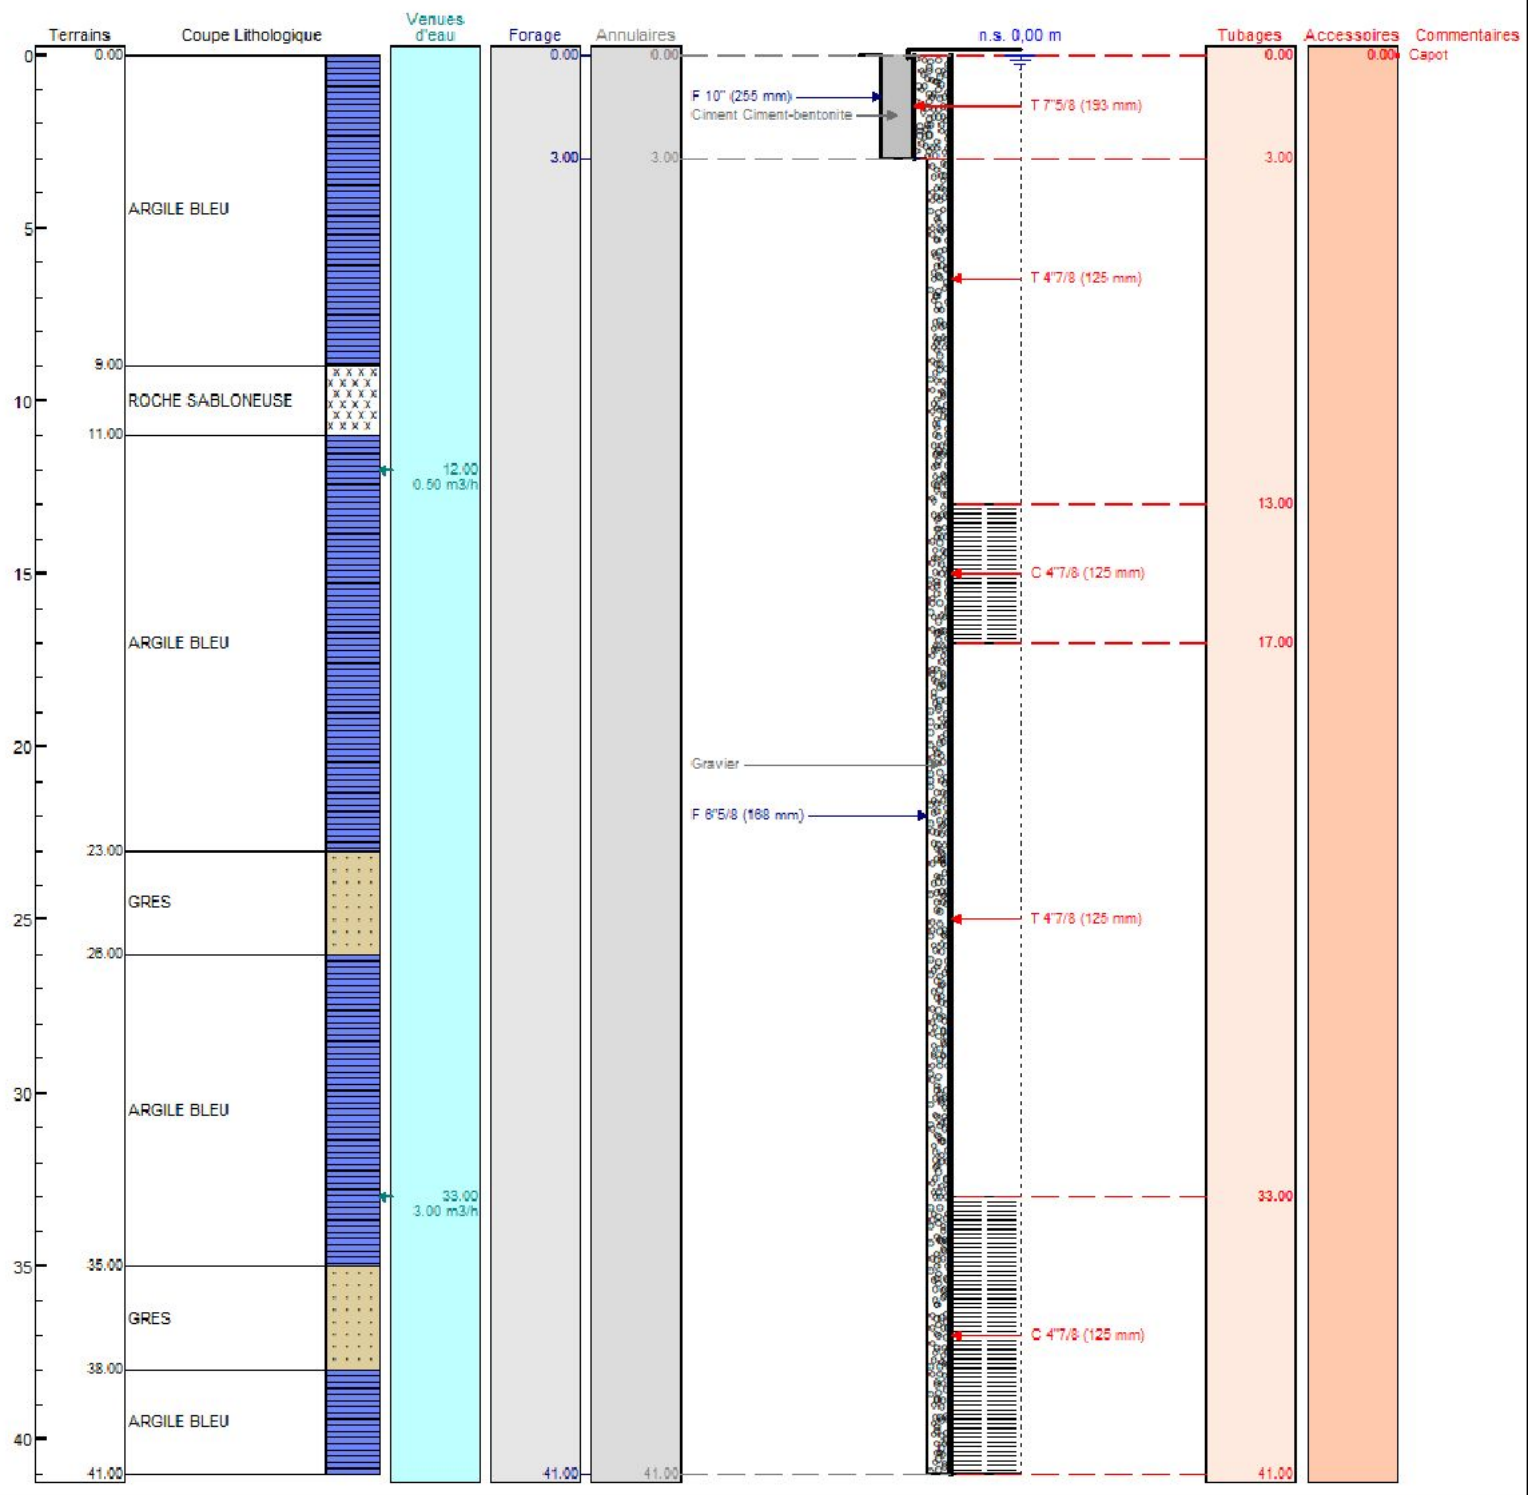 Terrains
Coupe Lithologique
Venues
d'eau
Forage
Annulaires
n.s. 0,00 m
Tubages
Accessoires
Commentaires
0
0.00
0.00
0.00
0.00
0.00
Capot
F 10" (255 mm)
T 7"5/8 (193 mm)
Ciment Ciment-bentonite
3.00
3.00
3.00
ARGILE BLEU
5
T 4"7/8 (125 mm)
9.00
10
ROCHE SABLONEUSE
11.00
12.00
0.50 m3/h
13.00
15
C 4"7/8 (125 mm)
ARGILE BLEU
17.00
20
Gravier
F 6"5/8 (168 mm)
23.00
GRES
25
T 4"7/8 (125 mm)
26.00
30
ARGILE BLEU
33.00
3.00 m3/h
33.00
35
35.00
GRES
C 4"7/8 (125 mm)
38.00
ARGILE BLEU
40
41.00
41.00
41.00
41.00